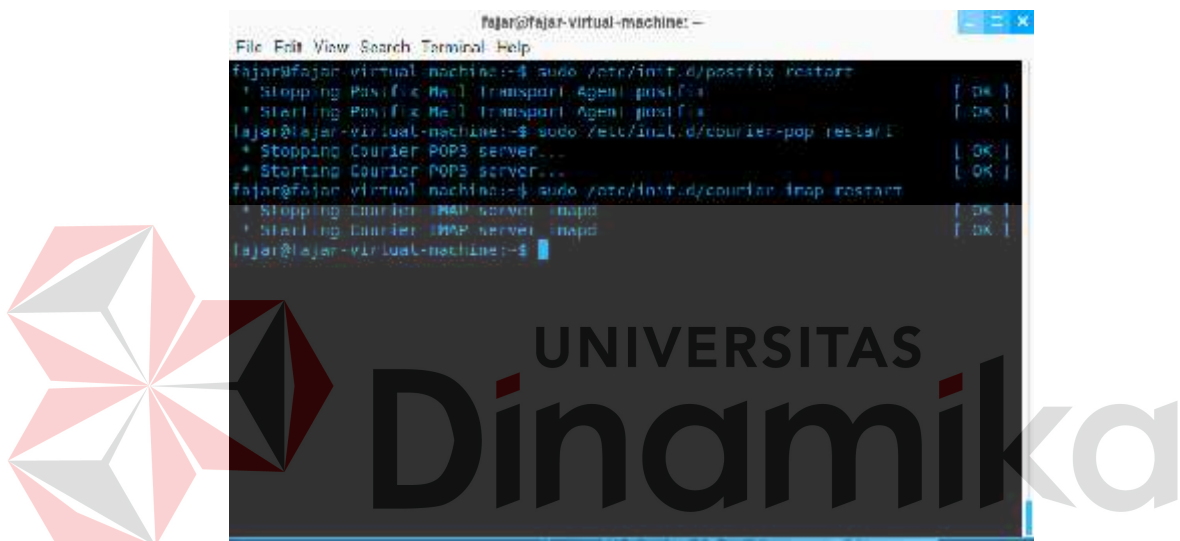 fajar@fajar-virtual-machine: ~
File Edit View Search Terminal Help
fajar@fajar-virtual-machine:~$ sudo /etc/init.d/postfix restart
* Stopping Postfix Mail Transport Agent postfix [ OK ]
* Starting Postfix Mail Transport Agent postfix [ OK ]
fajar@fajar-virtual-machine:~$ sudo /etc/init.d/courier-pop restart
* Stopping Courier POP3 server... [ OK ]
* Starting Courier POP3 server... [ OK ]
fajar@fajar-virtual-machine:~$ sudo /etc/init.d/courier-imap restart
* Stopping Courier IMAP server imapd [ OK ]
* Starting Courier IMAP server imapd [ OK ]
fajar@fajar-virtual-machine:~$
UNIVERSITAS
Dinamika